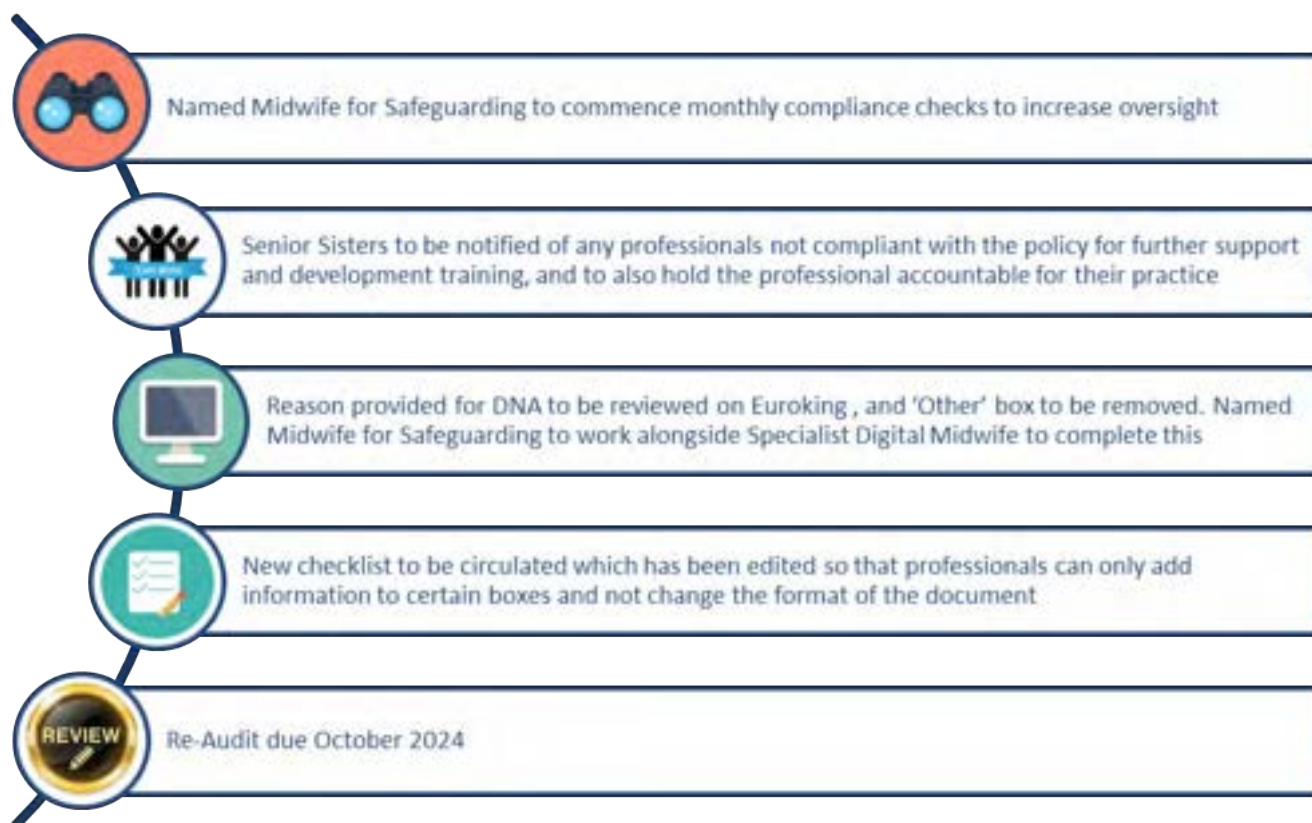 Named Midwife for Safeguarding to commence monthly compliance checks to increase oversight
Senior Sisters to be notified of any professionals not compliant with the policy for further support
and development training, and to also hold the professional accountable for their practice
Reason provided for DNA to be reviewed on Euroking , and ‘Other’ box to be removed. Named
Midwife for Safeguarding to work alongside Specialist Digital Midwife to complete this
New checklist to be circulated which has been edited so that professionals can only add
information to certain boxes and not change the format of the document
REVIEW
Re-Audit due October 2024